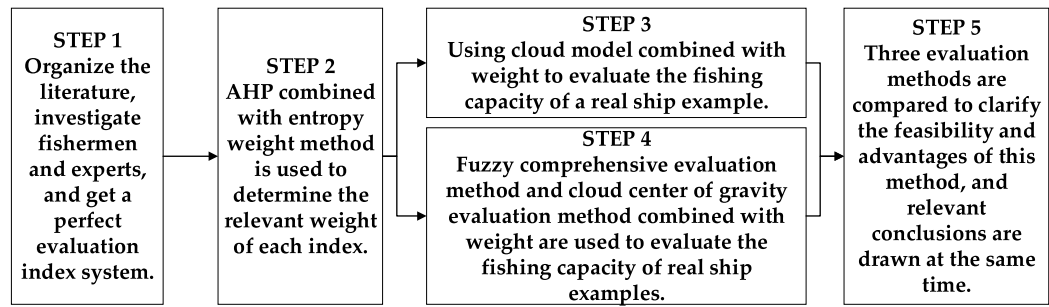 STEP 1
Organize the
literature,
investigate
fishermen
and experts,
and get a
perfect
evaluation
index system.
STEP 2
AHP combined
with entropy
weight method
is used to
determine the
relevant weight
of each index.
STEP 3
Using cloud model combined with
weight to evaluate the fishing
capacity of a real ship example.
STEP 4
Fuzzy comprehensive evaluation
method and cloud center of gravity
evaluation method combined with
weight are used to evaluate the
fishing capacity of real ship
examples.
STEP 5
Three evaluation
methods are
compared to clarify
the feasibility and
advantages of this
method, and
relevant
conclusions are
drawn at the same
time.